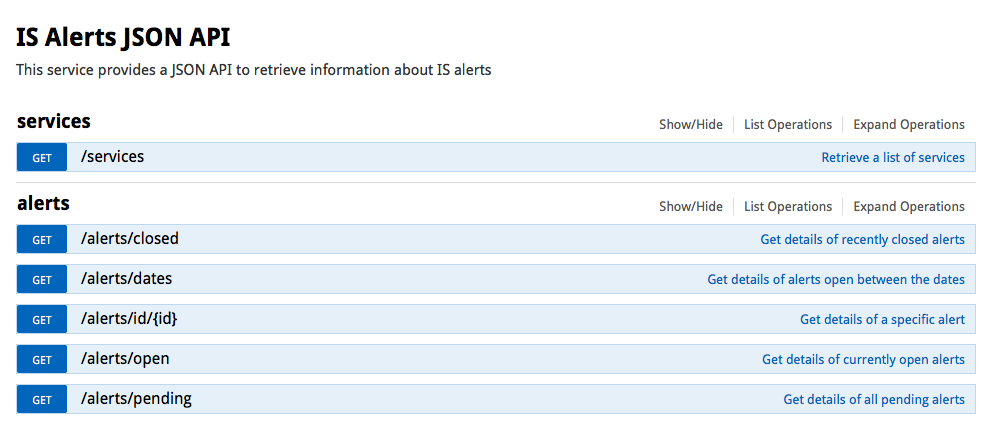 IS Alerts JSON API
This service provides a JSON API to retrieve information about IS alerts
services Show/Hide List Operations Expand Operations
GET /services Retrieve a list of services
alerts Show/Hide List Operations Expand Operations
GET /alerts/closed Get details of recently closed alerts
GET /alerts/dates Get details of alerts open between the dates
GET /alerts/id/{id} Get details of a specific alert
GET /alerts/open Get details of currently open alerts
GET /alerts/pending Get details of all pending alerts